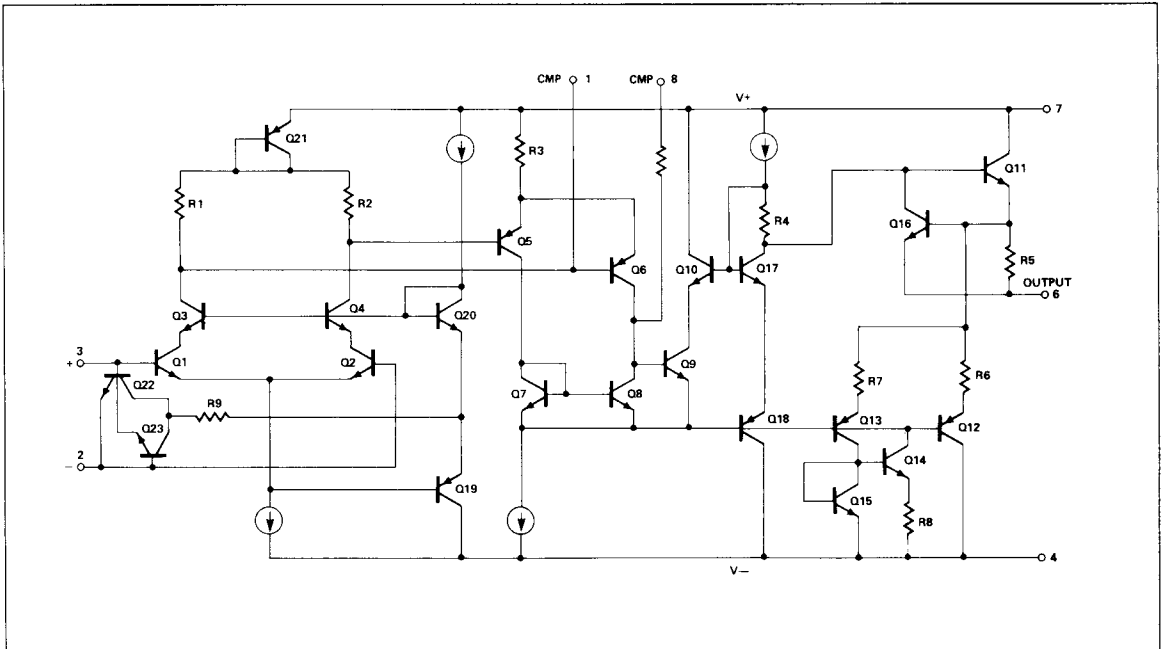 CMP 1
CMP 8
V+
7
Q21
R3
Q11
R1
R2
R4
Q16
Q5
Q6
Q10
Q17
R5
OUTPUT
6
Q3
Q4
Q20
3
+
Q1
Q2
Q9
Q22
R7
R6
Q7
Q8
R9
Q18
Q13
Q12
Q23
2
−
Q14
Q19
Q15
R8
V−
4